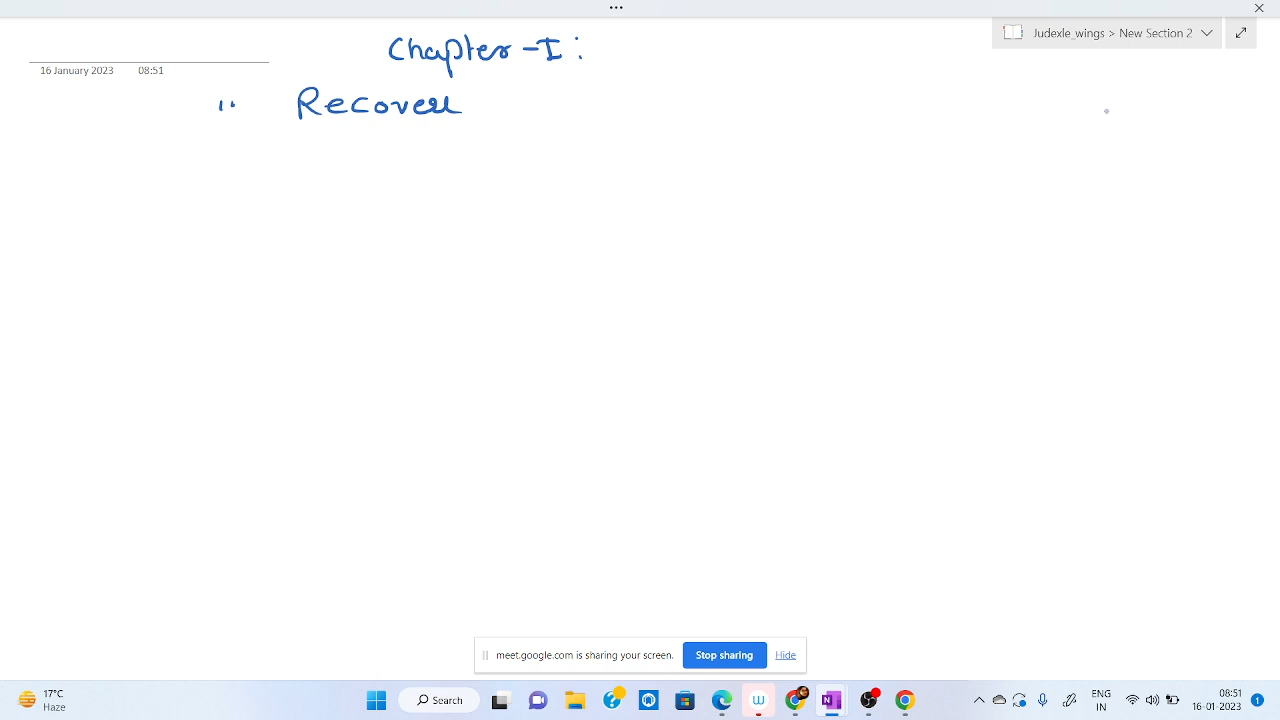 Chapter-I:
Judexle_wings > New Section 2
16 January 2023 08:51
" Recover
meet.google.com is sharing your screen. Stop sharing Hide
17°C
Haze
Search
ENG
IN
08:51
16-01-2023
1